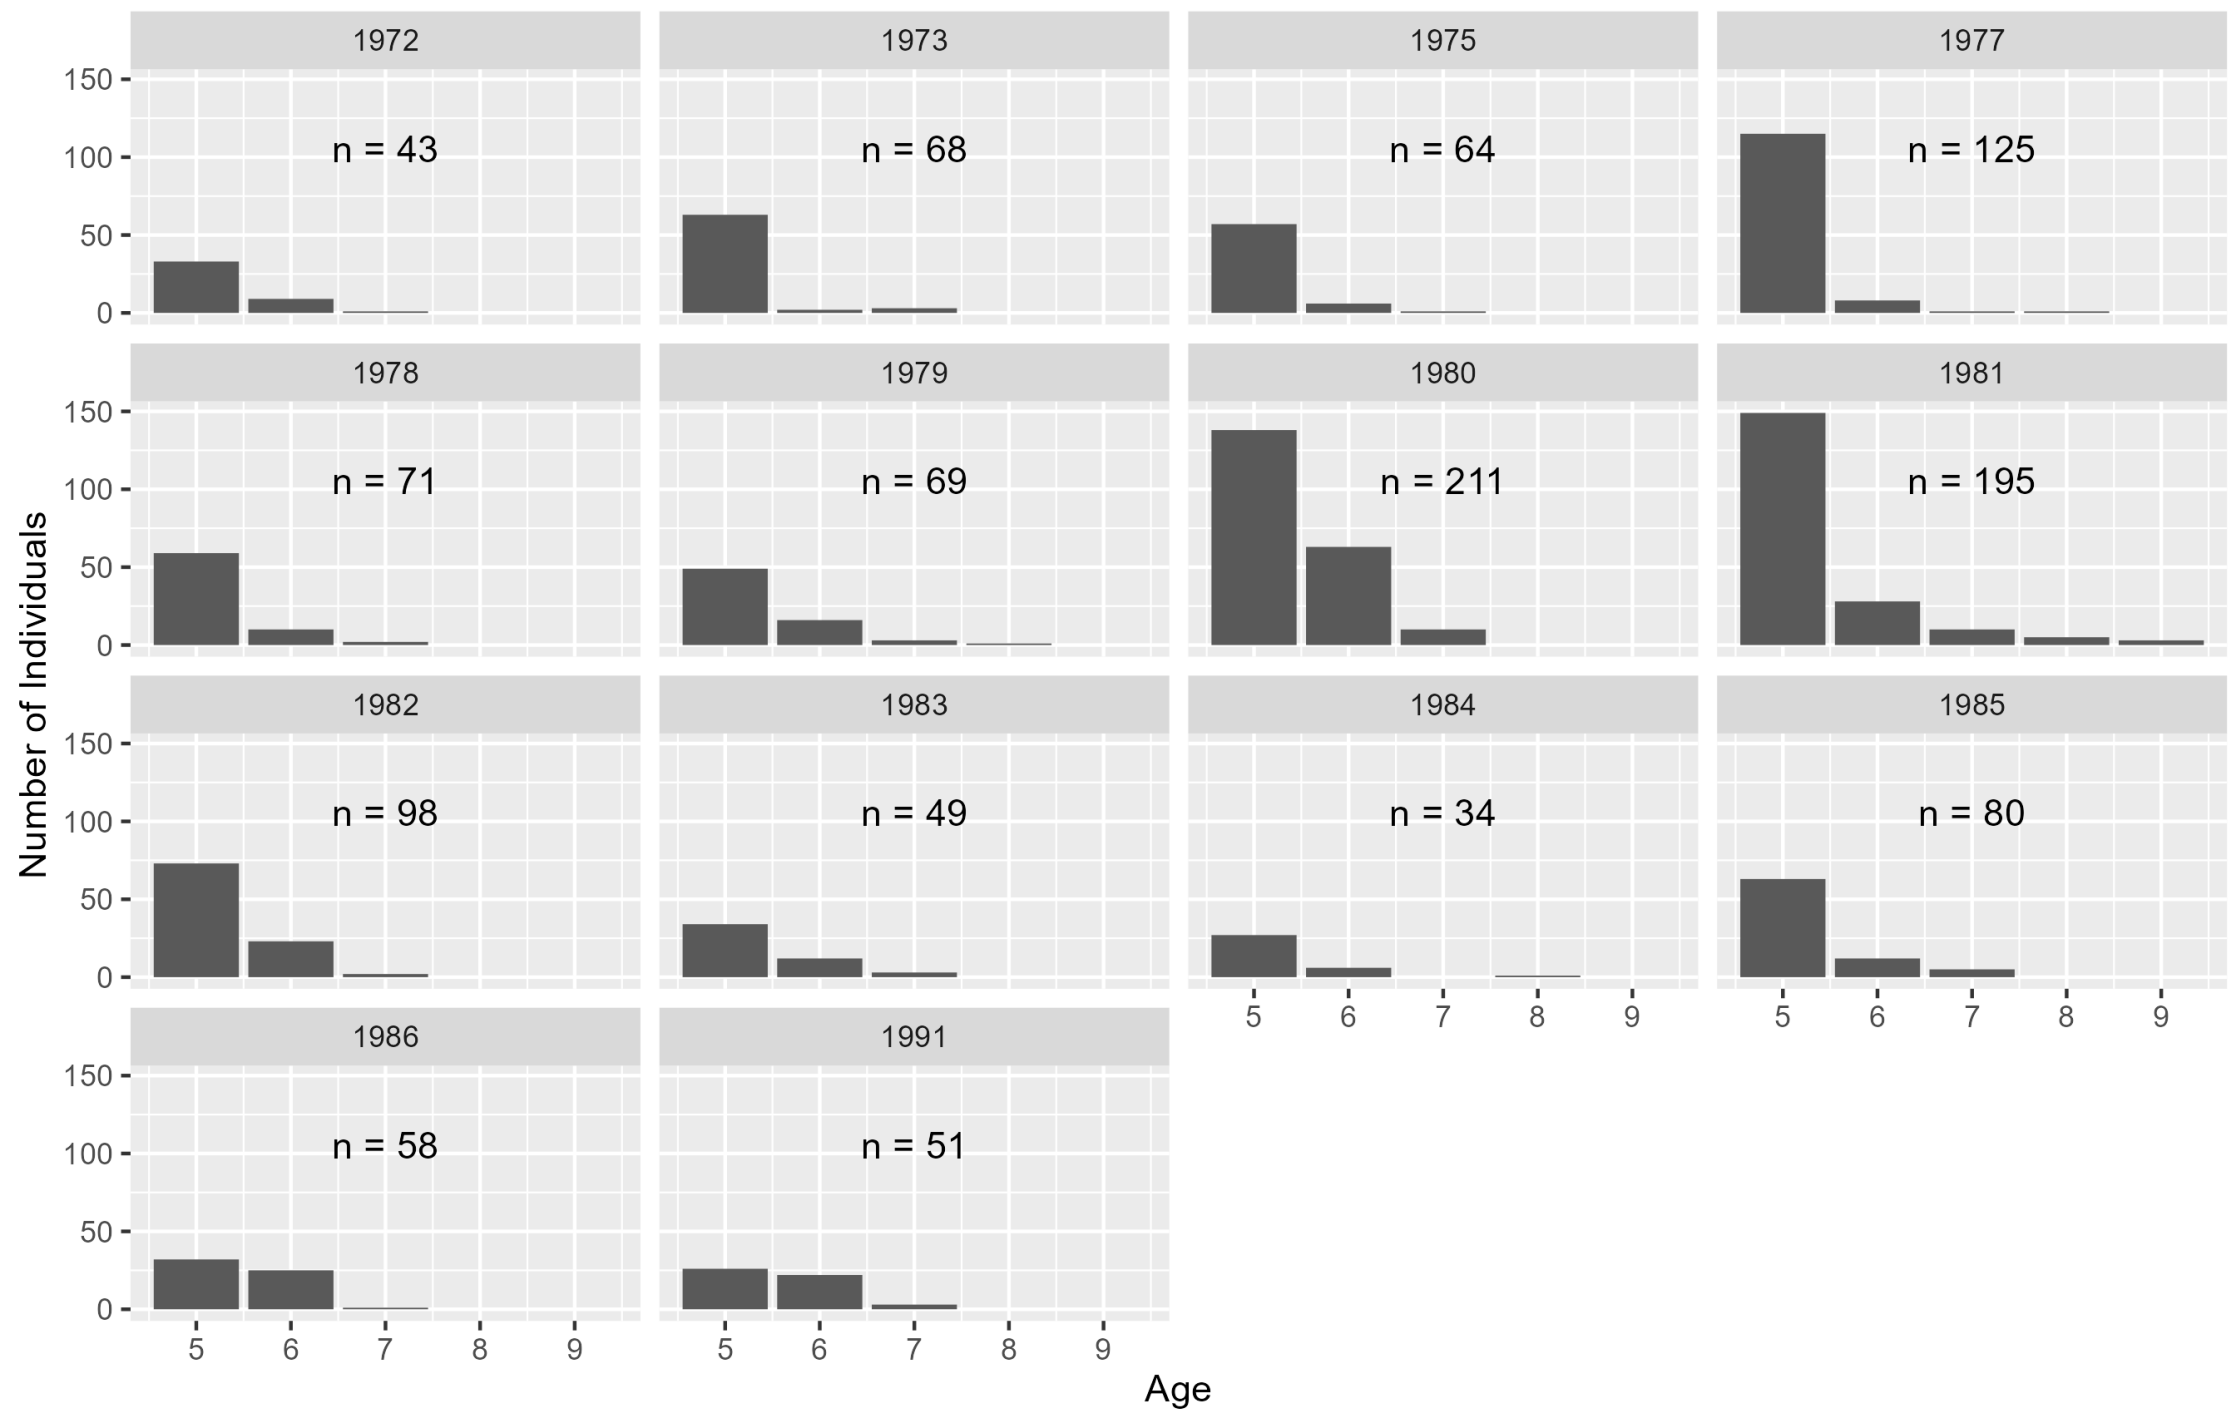 1972 1973 1975 1977
150
100
50
0
n = 43 n = 68 n = 64 n = 125
1978 1979 1980 1981
150
100
50
0
n = 71 n = 69 n = 211 n = 195
1982 1983 1984 1985
150
100
50
0
n = 98 n = 49 n = 34 n = 80
5 6 7 8 9 5 6 7 8 9
1986 1991
150
100
50
0
n = 58 n = 51
5 6 7 8 9 5 6 7 8 9
Age
Number of Individuals